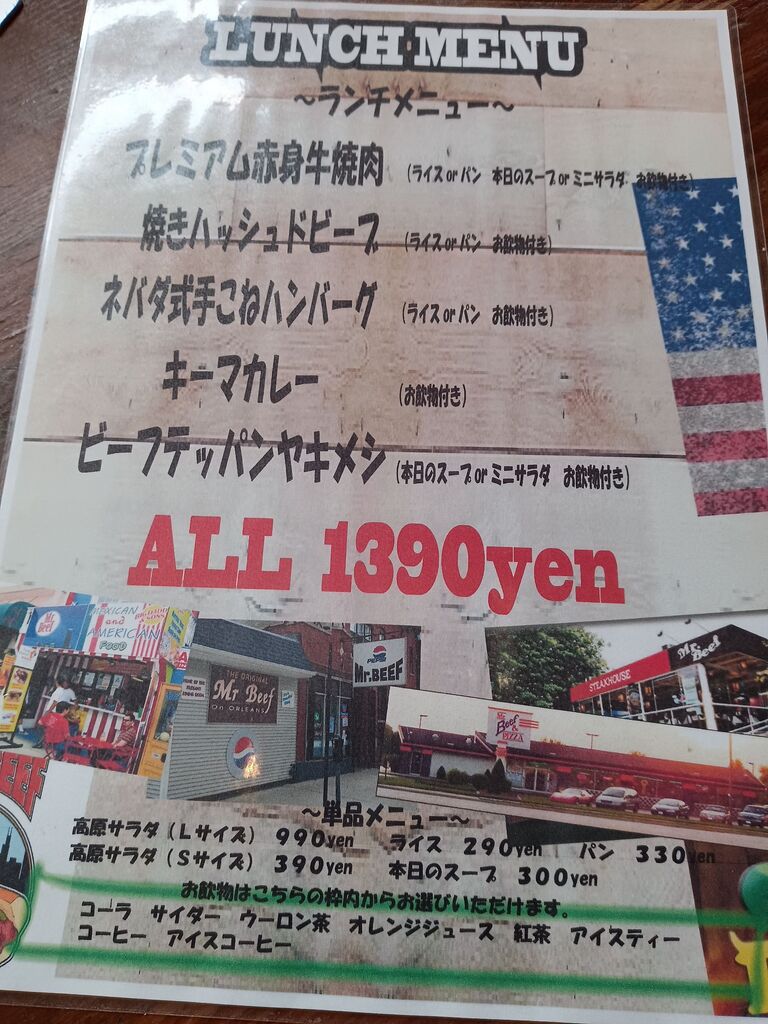 LUNCH MENU
~ランチメニュー~
プレミアム赤身牛焼肉 (ライス or パン 本日のスープ or ミニサラダ お飲物付き)
焼きハッシュドビーフ (ライス or パン お飲物付き)
ネバダ式手こねハンバーグ (ライス or パン お飲物付き)
キーマカレー (お飲物付き)
ビーフテッパンヤキメシ (本日のスープ or ミニサラダ お飲物付き)
ALL 1390yen
MEXICAN
and
AMERICAN
FOOD
Mr Beef
THE ORIGINAL
Mr Beef
On ORLEANS
PEPSI
Mr. BEEF
STEAKHOUSE
Mr. Beef
Mr Beef
& PIZZA
~単品メニュー~
高原サラダ (Lサイズ) 990yen ライス 290yen パン 330yen
高原サラダ (Sサイズ) 390yen 本日のスープ 300yen
お飲物はこちらの枠内からお選びいただけます。
コーラ サイダー ウーロン茶 オレンジジュース 紅茶 アイスティー
コーヒー アイスコーヒー